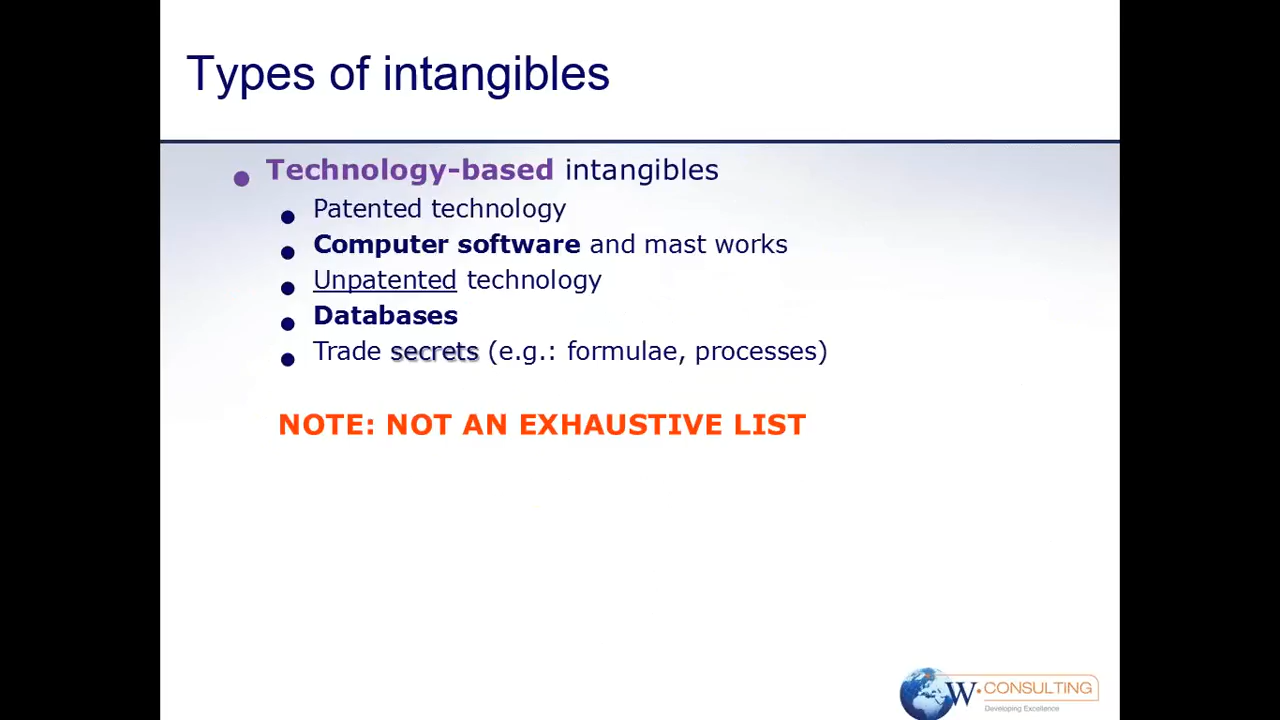 Types of intangibles
Technology-based intangibles
Patented technology
Computer software and mast works
Unpatented technology
Databases
Trade secrets (e.g.: formulae, processes)
NOTE: NOT AN EXHAUSTIVE LIST
W.CONSULTING
Developing Excellence